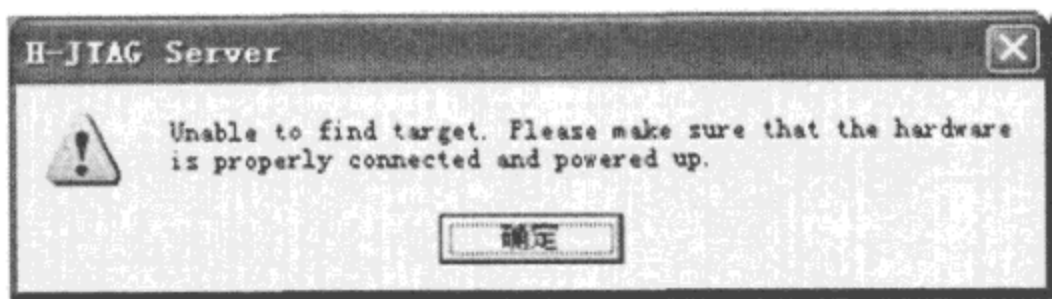 H-JTAG Server
Unable to find target. Please make sure that the hardware
is properly connected and powered up.
确定